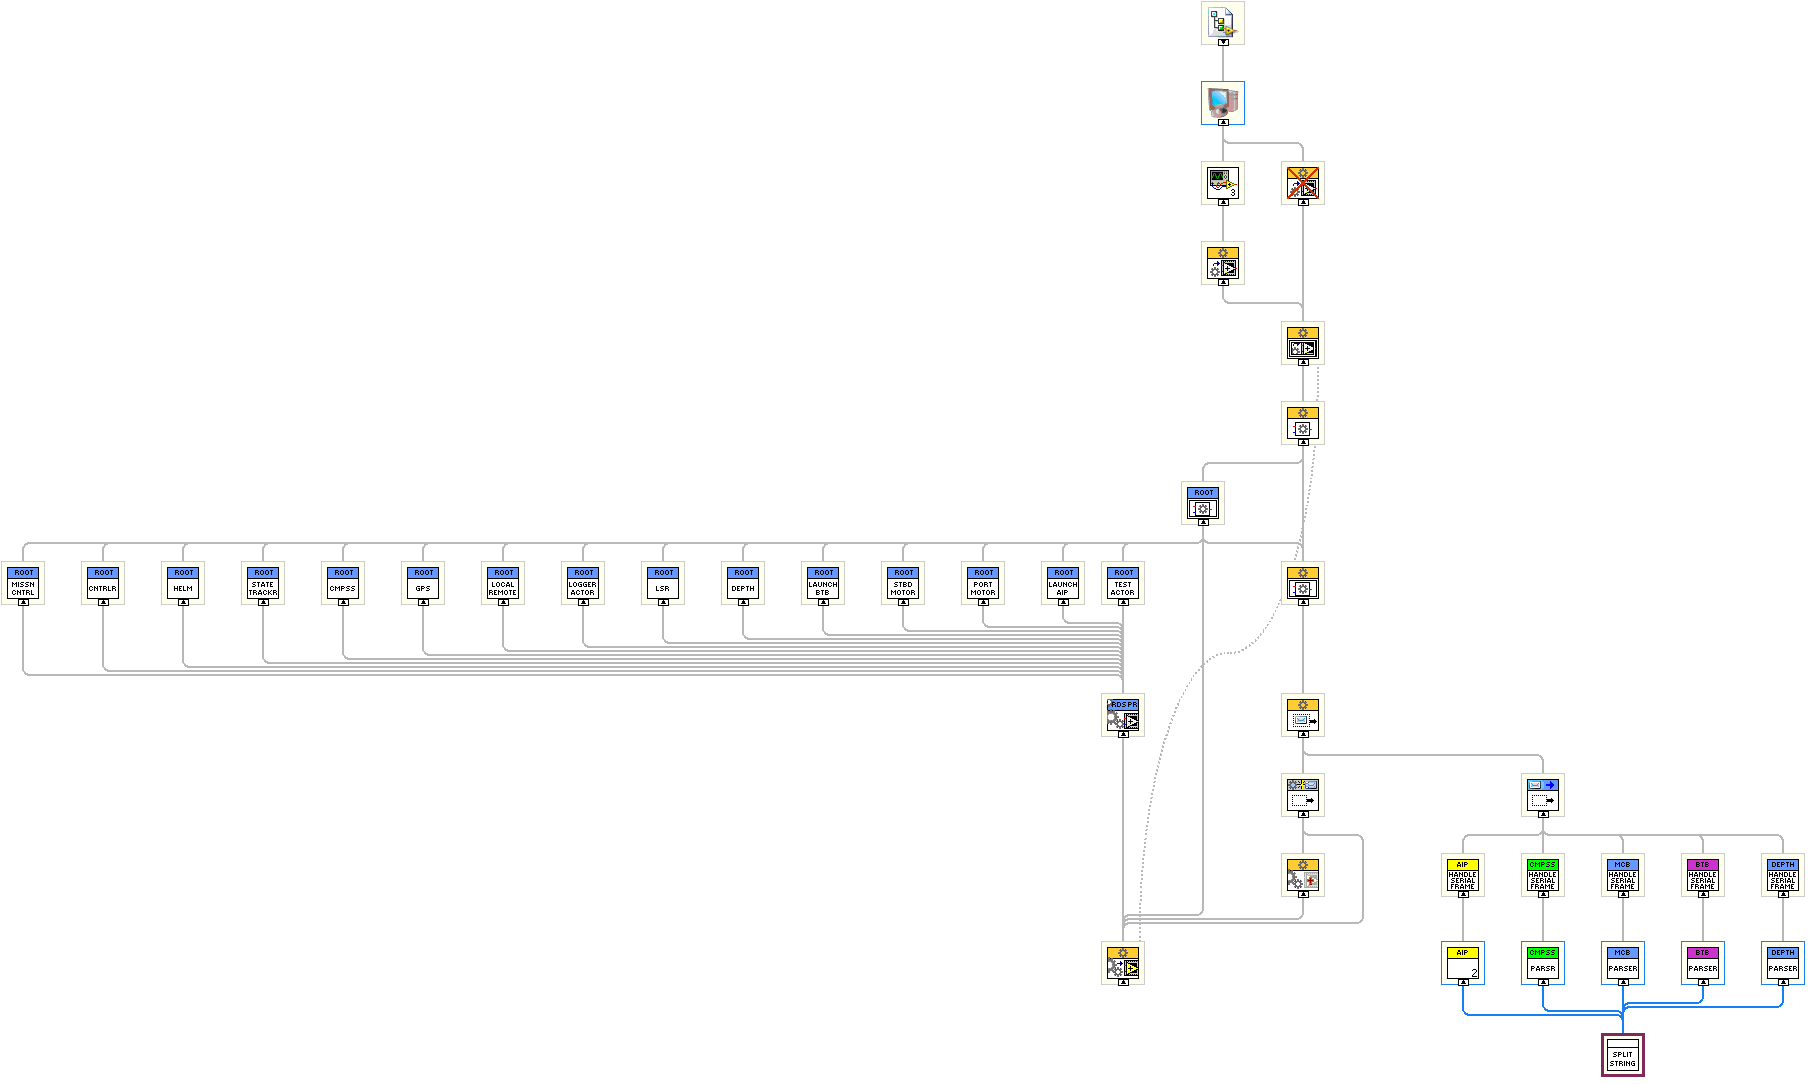 3
ROOT
ROOT
MISSN
CNTRL
ROOT
CNTRLR
ROOT
HELM
ROOT
STATE
TRACKR
ROOT
CMPSS
ROOT
GPS
ROOT
LOCAL
REMOTE
ROOT
LOGGER
ACTOR
ROOT
LSR
ROOT
DEPTH
ROOT
LAUNCH
BTB
ROOT
STBD
MOTOR
ROOT
PORT
MOTOR
ROOT
LAUNCH
AIP
ROOT
TEST
ACTOR
RDSPR
AIP
HANDLE
SERIAL
FRAME
CMPSS
HANDLE
SERIAL
FRAME
MCB
HANDLE
SERIAL
FRAME
BTB
HANDLE
SERIAL
FRAME
DEPTH
HANDLE
SERIAL
FRAME
AIP
2
CMPSS
PARSR
MCB
PARSER
BTB
PARSER
DEPTH
PARSER
SPLIT
STRING